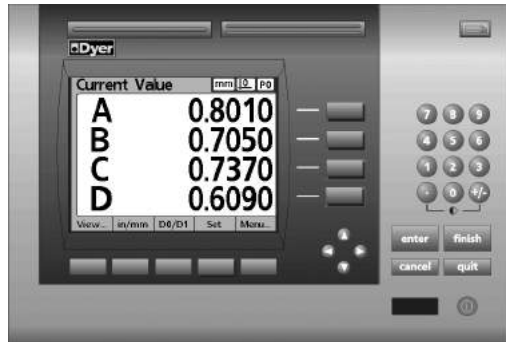 Dyer
Current Value mm D P0
A 0.8010
B 0.7050
C 0.7370
D 0.6090
View... in/mm D0/D1 Set Menu...
7 8 9
4 5 6
1 2 3
. 0 +/-
enter finish
cancel quit